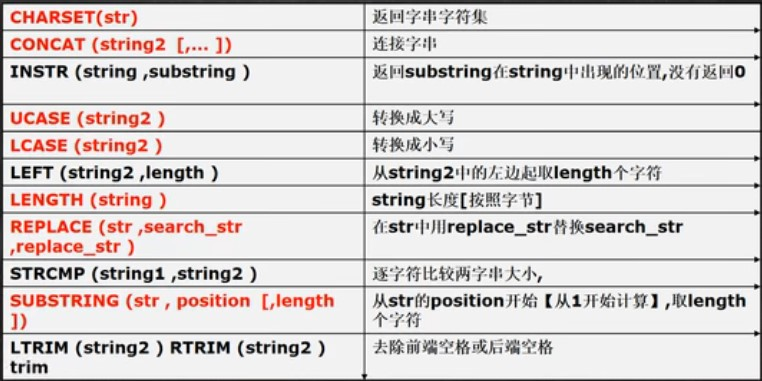 CHARSET(str) 返回字串字符集
CONCAT (string2 [,... ]) 连接字串
INSTR (string ,substring ) 返回substring在string中出现的位置,没有返回0
UCASE (string2 ) 转换成大写
LCASE (string2 ) 转换成小写
LEFT (string2 ,length ) 从string2中的左边起取length个字符
LENGTH (string ) string长度[按照字节]
REPLACE (str ,search_str
,replace_str ) 在str中用replace_str替换search_str
STRCMP (string1 ,string2 ) 逐字符比较两字串大小,
SUBSTRING (str , position [,length
]) 从str的position开始【从1开始计算】,取length
个字符
LTRIM (string2 ) RTRIM (string2 )
trim 去除前端空格或后端空格